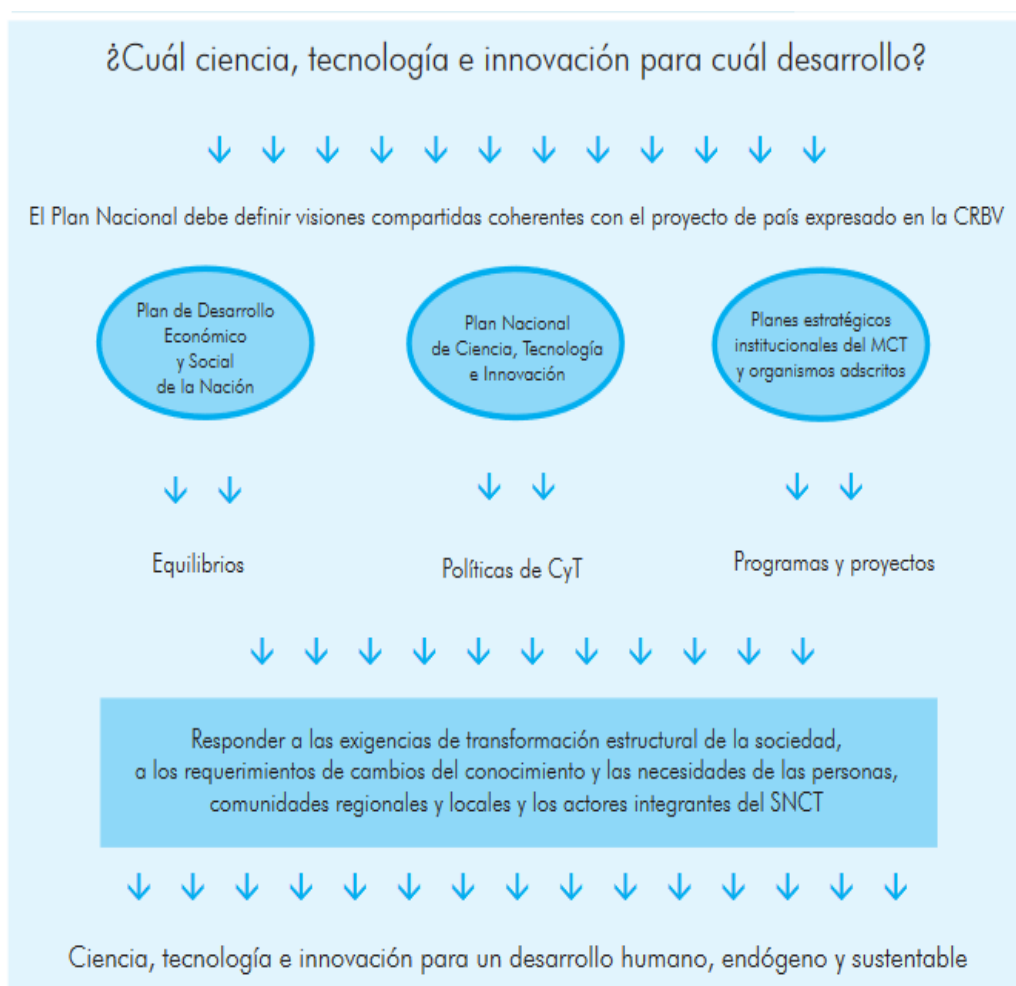 ¿Cuál ciencia, tecnología e innovación para cuál desarrollo?
El Plan Nacional debe definir visiones compartidas coherentes con el proyecto de país expresado en la CRBV
Plan de Desarrollo
Económico
y Social
de la Nación
Plan Nacional
de Ciencia, Tecnología
e Innovación
Planes estratégicos
institucionales del MCT
y organismos adscritos
Equilibrios
Políticas de CyT
Programas y proyectos
Responder a las exigencias de transformación estructural de la sociedad,
a los requerimientos de cambios del conocimiento y las necesidades de las personas,
comunidades regionales y locales y los actores integrantes del SNCT
Ciencia, tecnología e innovación para un desarrollo humano, endógeno y sustentable